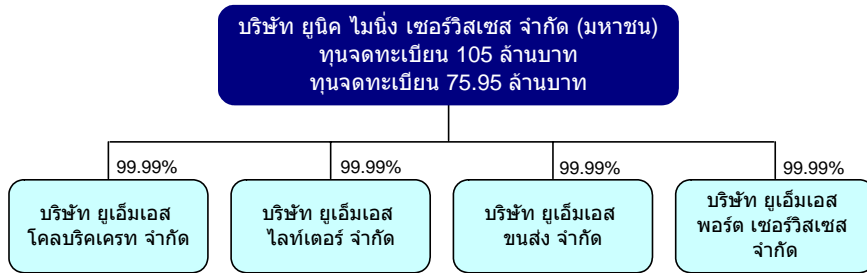 บริษัท ยูนิค ไมนิ่ง เซอร์วิสเซส จำกัด (มหาชน)
ทุนจดทะเบียน 105 ล้านบาท
ทุนจดทะเบียน 75.95 ล้านบาท
99.99%
99.99%
99.99%
99.99%
บริษัท ยูเอ็มเอส
โคลบริคเครท จำกัด
บริษัท ยูเอ็มเอส
ไลท์เตอร์ จำกัด
บริษัท ยูเอ็มเอส
ขนส่ง จำกัด
บริษัท ยูเอ็มเอส
พอร์ต เซอร์วิสเซส
จำกัด